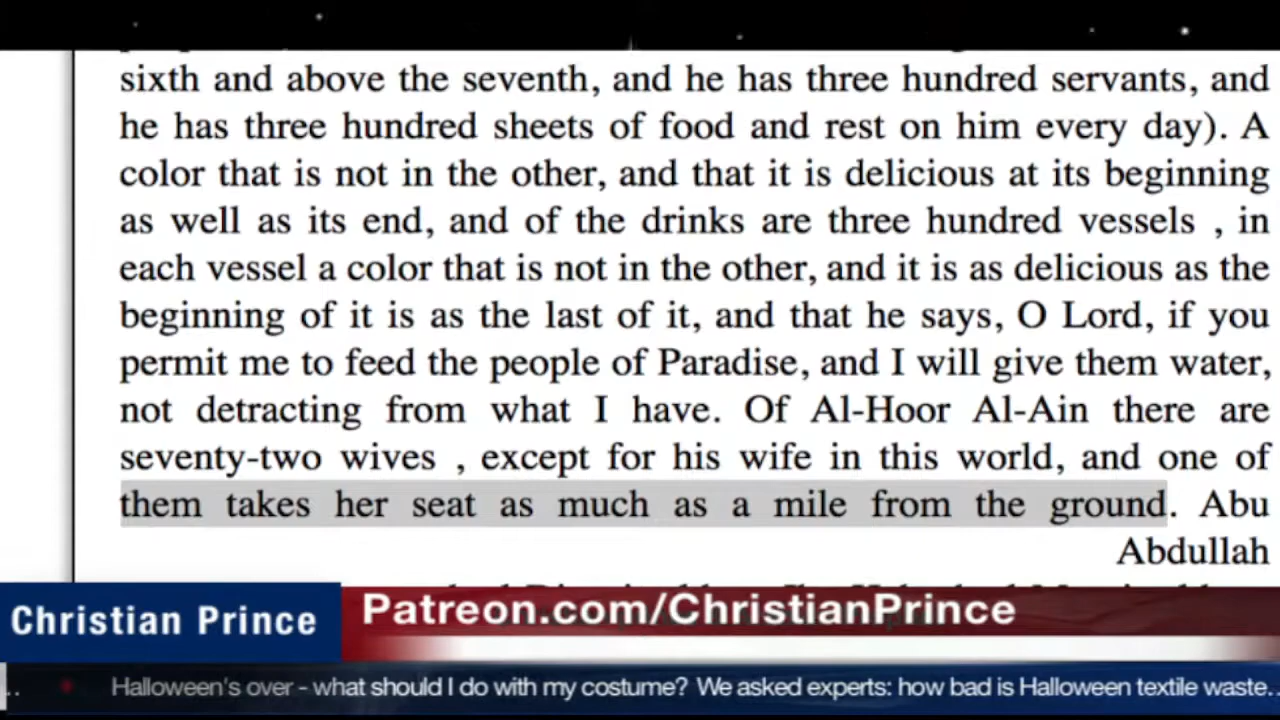 sixth and above the seventh, and he has three hundred servants, and
he has three hundred sheets of food and rest on him every day). A
color that is not in the other, and that it is delicious at its beginning
as well as its end, and of the drinks are three hundred vessels , in
each vessel a color that is not in the other, and it is as delicious as the
beginning of it is as the last of it, and that he says, O Lord, if you
permit me to feed the people of Paradise, and I will give them water,
not detracting from what I have. Of Al-Hoor Al-Ain there are
seventy-two wives , except for his wife in this world, and one of
them takes her seat as much as a mile from the ground. Abu
Abdullah
Christian Prince
Patreon.com/ChristianPrince
Halloween's over - what should I do with my costume? We asked experts: how bad is Halloween textile waste.